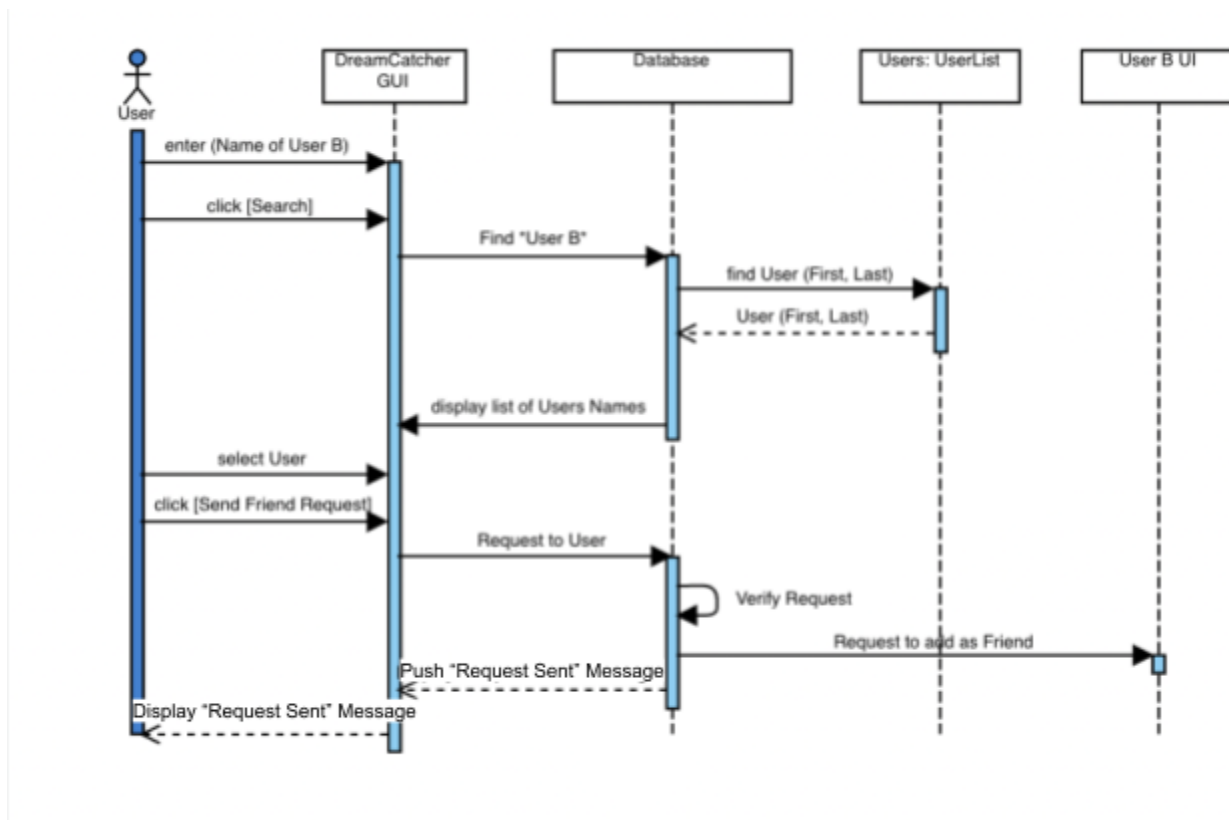 DreamCatcher
GUI
Database
Users: UserList
User B UI
User
enter (Name of User B)
click [Search]
Find "User B"
find User (First, Last)
User (First, Last)
display list of Users Names
select User
click [Send Friend Request]
Request to User
Verify Request
Request to add as Friend
Push “Request Sent” Message
Display “Request Sent” Message